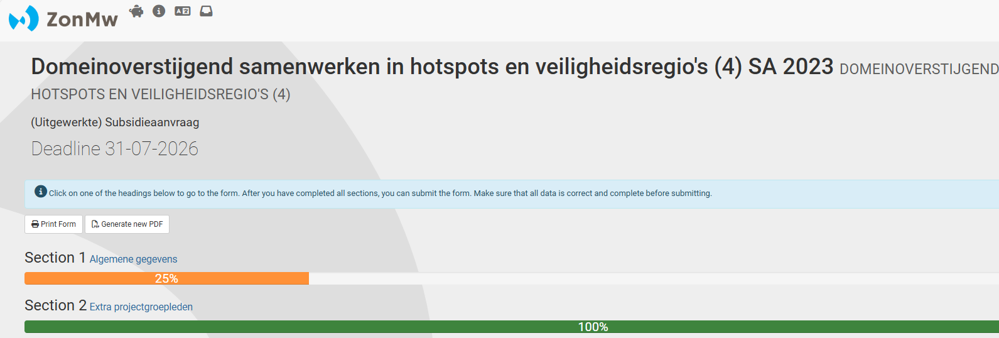 ZonMw
Domeinoverstijgend samenwerken in hotspots en veiligheidsregio's (4) SA 2023 DOMEINOVERSTIJGEND
HOTSPOTS EN VEILIGHEIDSREGIO'S (4)
(Uitgewerkte) Subsidieaanvraag
Deadline 31-07-2026
Click on one of the headings below to go to the form. After you have completed all sections, you can submit the form. Make sure that all data is correct and complete before submitting.
Print Form Generate new PDF
Section 1 Algemene gegevens
25%
Section 2 Extra projectgroepleden
100%